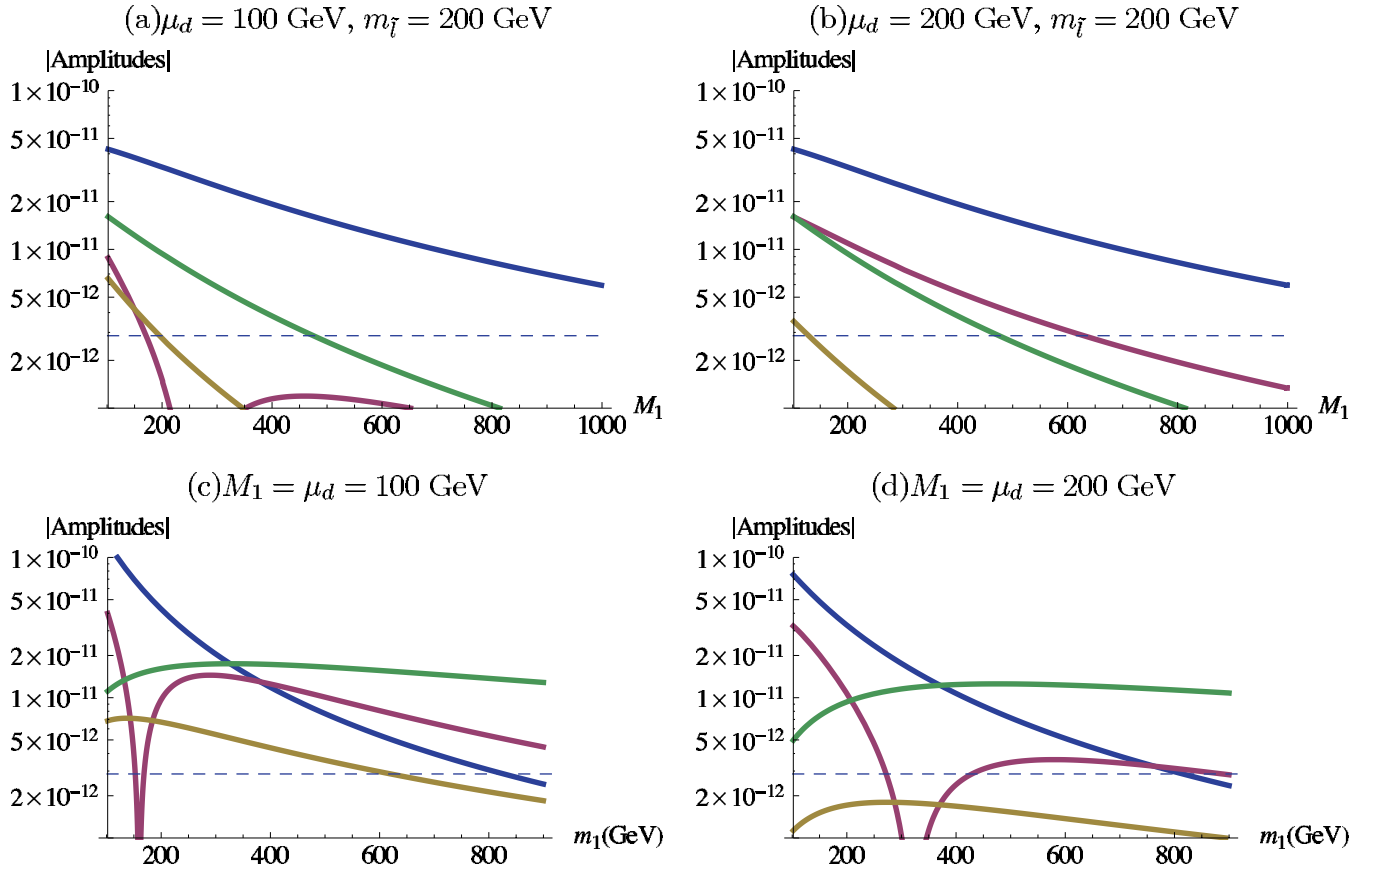 (a)μ_d = 100 GeV, m_l̃ = 200 GeV
|Amplitudes|
1×10⁻¹⁰
5×10⁻¹¹
2×10⁻¹¹
1×10⁻¹¹
5×10⁻¹²
2×10⁻¹²
200 400 600 800 1000 M₁
(b)μ_d = 200 GeV, m_l̃ = 200 GeV
|Amplitudes|
1×10⁻¹⁰
5×10⁻¹¹
2×10⁻¹¹
1×10⁻¹¹
5×10⁻¹²
2×10⁻¹²
200 400 600 800 1000 M₁
(c)M₁ = μ_d = 100 GeV
|Amplitudes|
1×10⁻¹⁰
5×10⁻¹¹
2×10⁻¹¹
1×10⁻¹¹
5×10⁻¹²
2×10⁻¹²
200 400 600 800 m₁(GeV)
(d)M₁ = μ_d = 200 GeV
|Amplitudes|
1×10⁻¹⁰
5×10⁻¹¹
2×10⁻¹¹
1×10⁻¹¹
5×10⁻¹²
2×10⁻¹²
200 400 600 800 m₁(GeV)